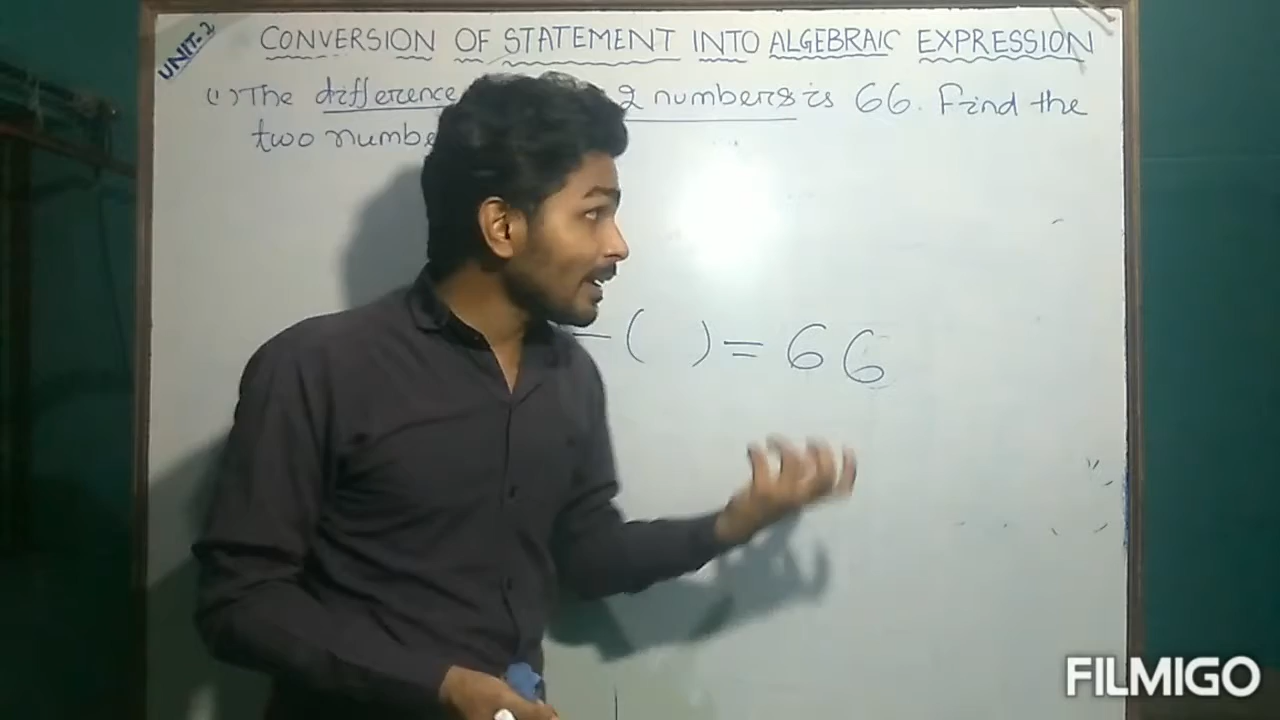 UNIT-2
CONVERSION OF STATEMENT INTO ALGEBRAIC EXPRESSION
(1) The difference 2 numbers is 66. Find the
two
- ( ) = 66
FILMIGO